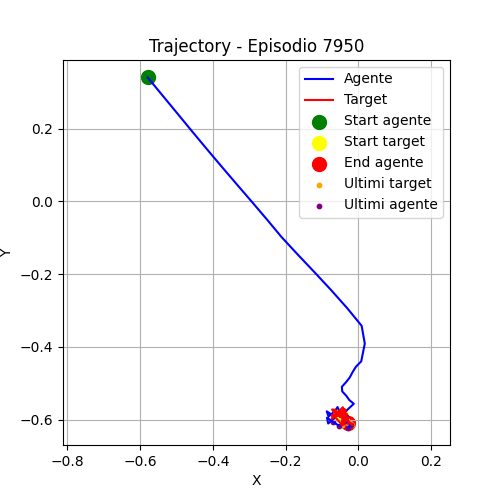 Trajectory - Episodio 7950
Agente
Target
Start agente
Start target
End agente
Ultimi target
Ultimi agente
0.2
0.0
−0.2
−0.4
−0.6
Y
−0.8
−0.6
−0.4
−0.2
0.0
0.2
X